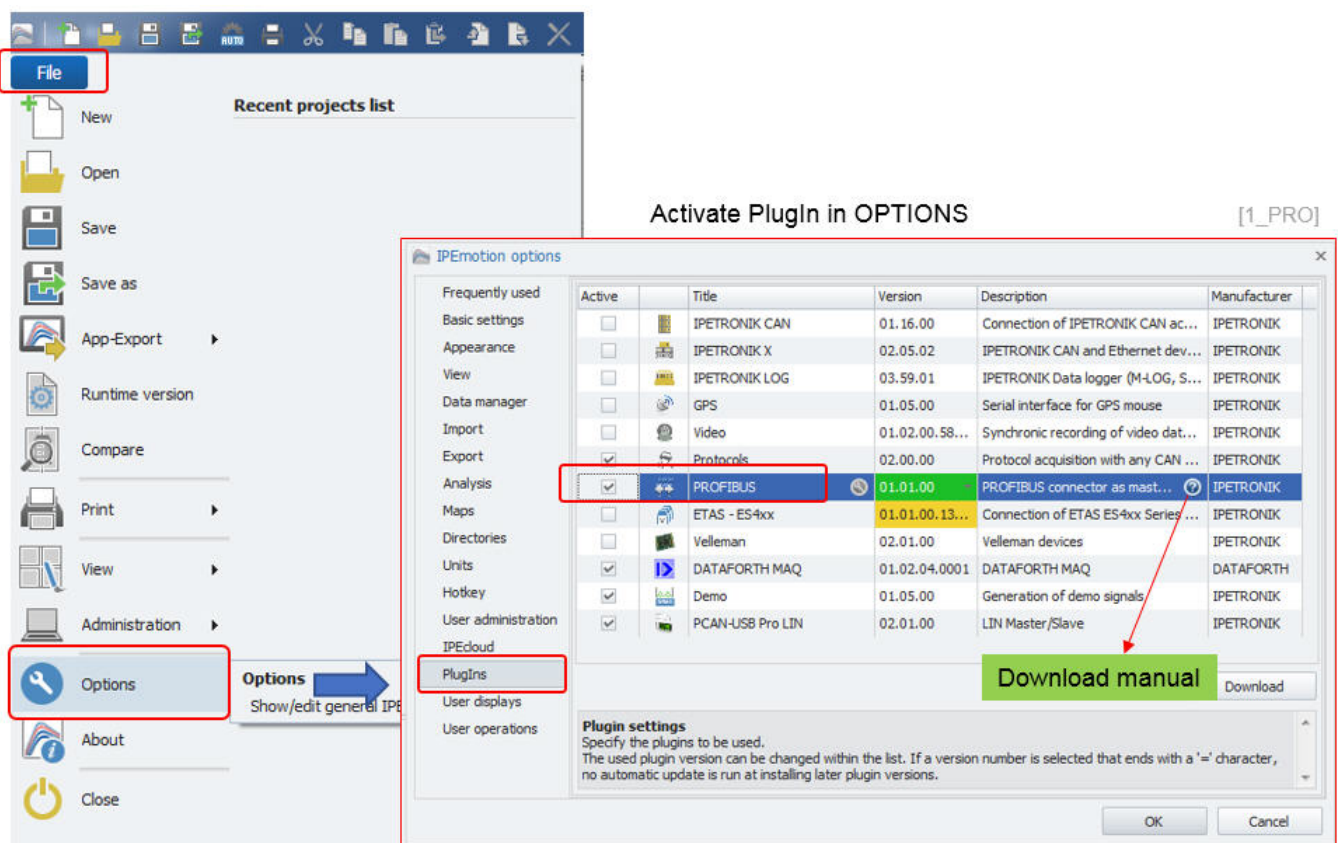 AUTO
File
New
Open
Save
Save as
App-Export
Runtime version
Compare
Print
View
Administration
Options
About
Close
Recent projects list
Options
Show/edit general IPE
Activate PlugIn in OPTIONS
[1_PRO]
IPEmotion options
Frequently used
Basic settings
Appearance
View
Data manager
Import
Export
Analysis
Maps
Directories
Units
Hotkey
User administration
IPEcloud
PlugIns
User displays
User operations
Active Title Version Description Manufacturer
IPETRONIK CAN 01.16.00 Connection of IPETRONIK CAN ac... IPETRONIK
IPETRONIK X 02.05.02 IPETRONIK CAN and Ethernet dev... IPETRONIK
IPETRONIK LOG 03.59.01 IPETRONIK Data logger (M-LOG, S... IPETRONIK
GPS 01.05.00 Serial interface for GPS mouse IPETRONIK
Video 01.02.00.58... Synchronic recording of video dat... IPETRONIK
Protocols 02.00.00 Protocol acquisition with any CAN ... IPETRONIK
PROFIBUS 01.01.00 PROFIBUS connector as mast... IPETRONIK
ETAS - ES4xx 01.01.00.13... Connection of ETAS ES4xx Series ... IPETRONIK
Velleman 02.01.00 Velleman devices IPETRONIK
DATAFORTH MAQ 01.02.04.0001 DATAFORTH MAQ DATAFORTH
Demo 01.05.00 Generation of demo signals IPETRONIK
PCAN-USB Pro LIN 02.01.00 LIN Master/Slave IPETRONIK
Download manual
Download
Plugin settings
Specify the plugins to be used.
The used plugin version can be changed within the list. If a version number is selected that ends with a '=' character,
no automatic update is run at installing later plugin versions.
OK Cancel